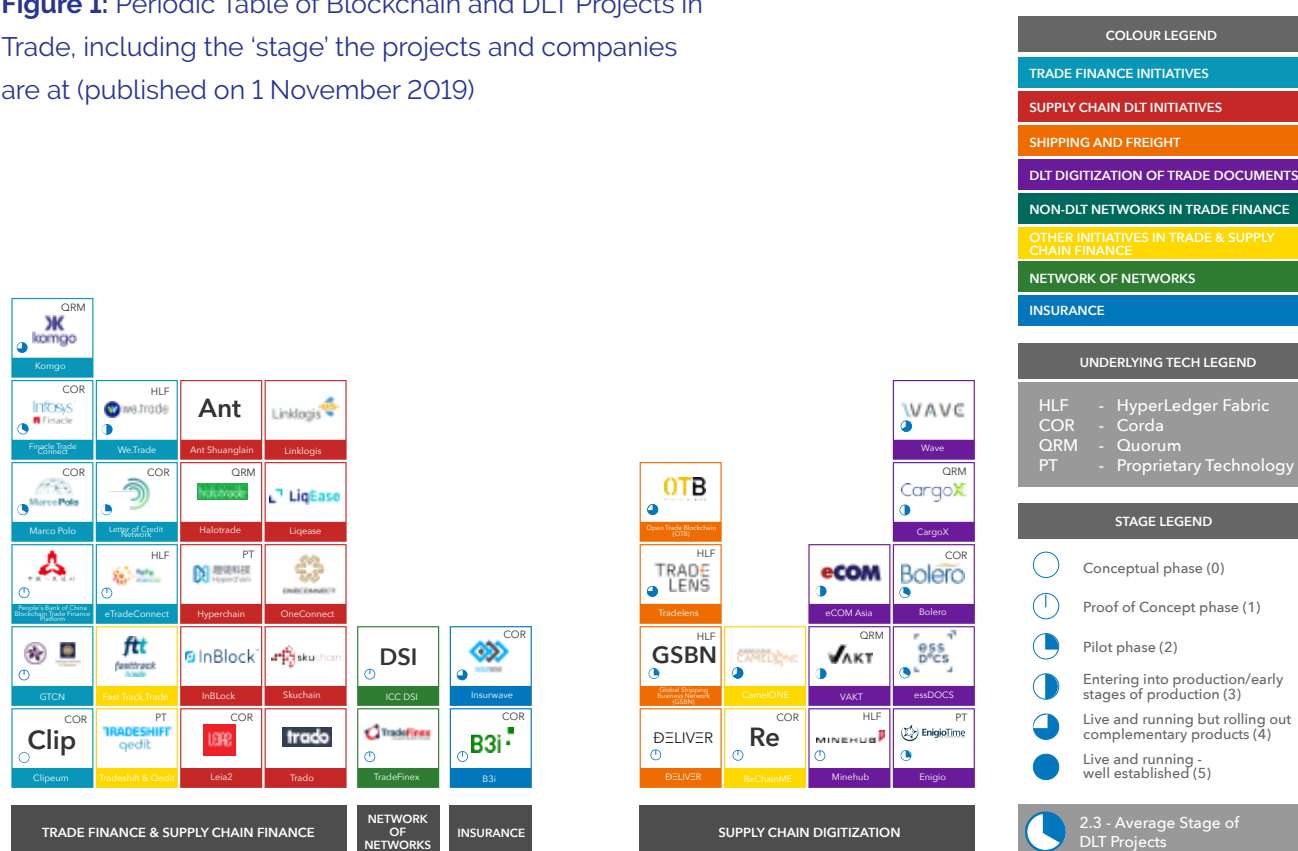 Figure 1: Periodic Table of Blockchain and DLT Projects in
Trade, including the ‘stage’ the projects and companies
are at (published on 1 November 2019)
COLOUR LEGEND
TRADE FINANCE INITIATIVES
SUPPLY CHAIN DLT INITIATIVES
SHIPPING AND FREIGHT
DLT DIGITIZATION OF TRADE DOCUMENTS
NON-DLT NETWORKS IN TRADE FINANCE
OTHER INITIATIVES IN TRADE & SUPPLY
CHAIN FINANCE
NETWORK OF NETWORKS
INSURANCE
UNDERLYING TECH LEGEND
HLF - HyperLedger Fabric
COR - Corda
QRM - Quorum
PT - Proprietary Technology
STAGE LEGEND
Conceptual phase (0)
Proof of Concept phase (1)
Pilot phase (2)
Entering into production/early
stages of production (3)
Live and running but rolling out
complementary products (4)
Live and running -
well established (5)
2.3 - Average Stage of
DLT Projects
QRM
komgo
Komgo
COR
Infosys
Finacle
Finacle Trade
Connect
HLF
we.trade
We.Trade
Ant
Ant Shuanglain
Linklogis
Linklogis
WAVE
Wave
COR
MarcoPolo
Marco Polo
COR
Letter of Credit
Network
QRM
halotrade
Halotrade
LiqEase
Liqease
OTB
Open Trade Blockchain
(OTB)
QRM
CargoX
CargoX
People's Bank of China
Blockchain Trade Finance
Platform
HLF
eTradeConnect
PT
Hyperchain
Hyperchain
ONECONNECT
OneConnect
HLF
TRADE
LENS
Tradelens
eCOM
eCOM Asia
COR
Bolero
Bolero
GTCN
ftt
fasttrack
trade
Fast Track Trade
InBlock
InBLock
skuchain
Skuchain
DSI
ICC DSI
COR
Insurwave
HLF
GSBN
Global Shipping
Business Network
(GSBN)
CAMELONE
CamelONE
QRM
VAKT
VAKT
ess
DOCS
essDOCS
COR
Clip
Clipeum
PT
TRADESHIFT
qedit
Tradeshift & Qedit
COR
Leia2
trado
Trado
TradeFinex
TradeFinex
COR
B3i
B3i
DΞLIVΞR
DΞLIVΞR
COR
Re
ReChainME
HLF
MINEHUB
Minehub
PT
EnigioTime
Enigio
TRADE FINANCE & SUPPLY CHAIN FINANCE
NETWORK
OF
NETWORKS
INSURANCE
SUPPLY CHAIN DIGITIZATION